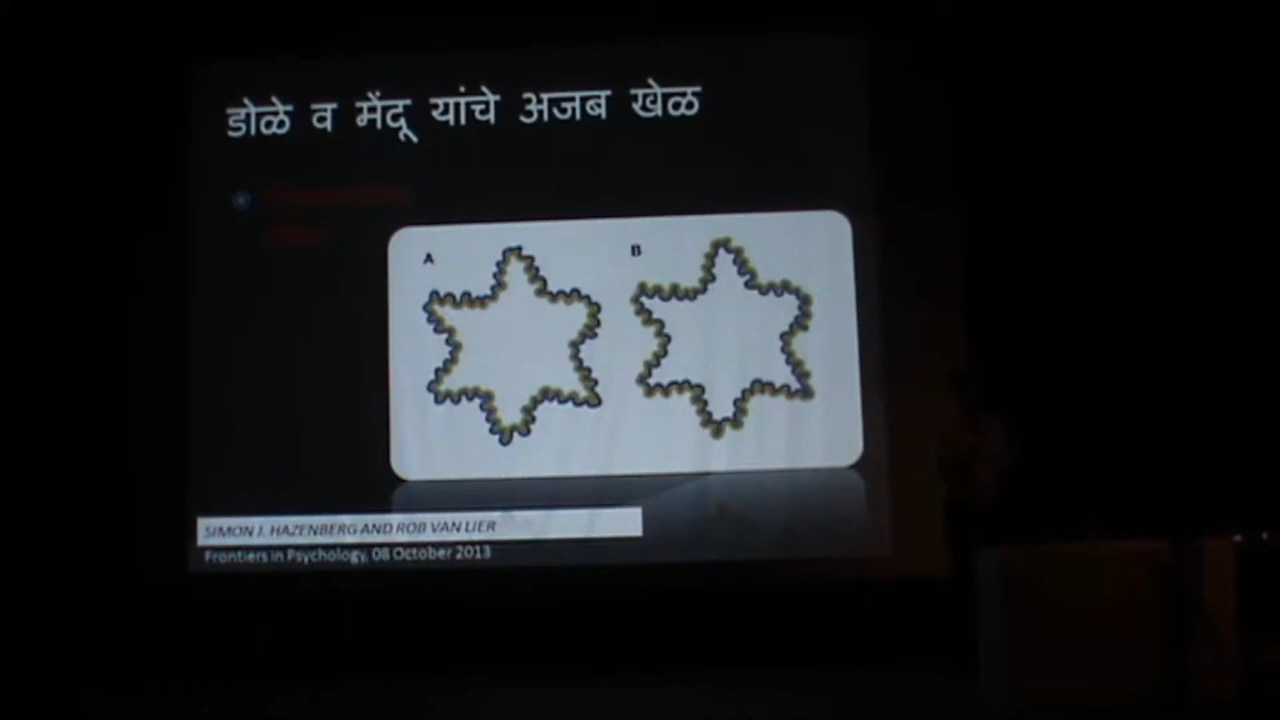 डोळे व मेंदू यांचे अजब खेळ
A
B
SIMON J. HAZENBERG AND ROB VAN LIER
Frontiers in Psychology, 08 October 2013